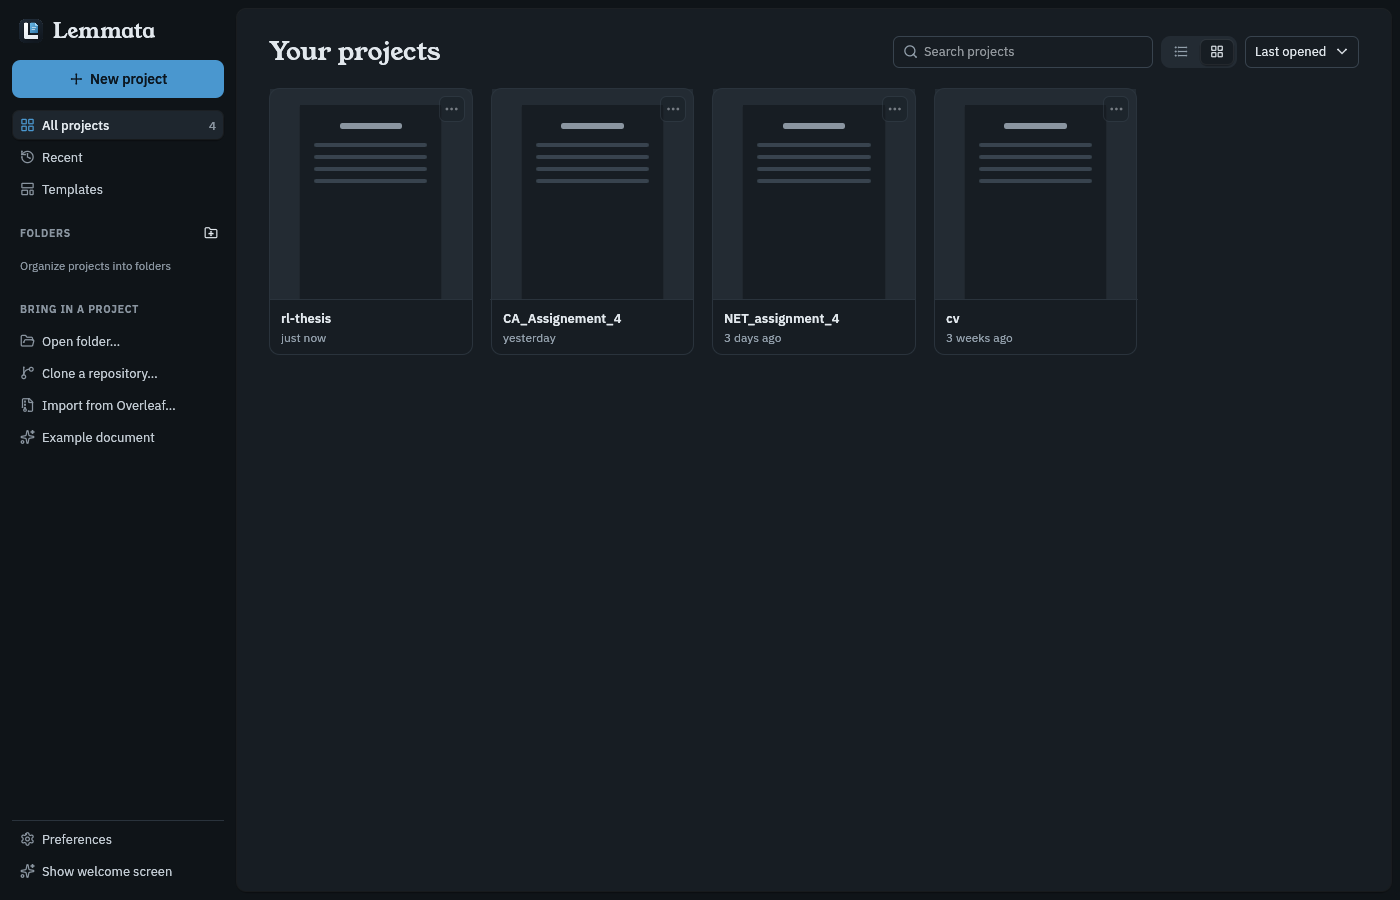 Lemmata
New project
All projects 4
Recent
Templates
FOLDERS
Organize projects into folders
BRING IN A PROJECT
Open folder...
Clone a repository...
Import from Overleaf...
Example document
Preferences
Show welcome screen
Your projects
Search projects
Last opened
rl-thesis
just now
CA_Assignement_4
yesterday
NET_assignment_4
3 days ago
cv
3 weeks ago